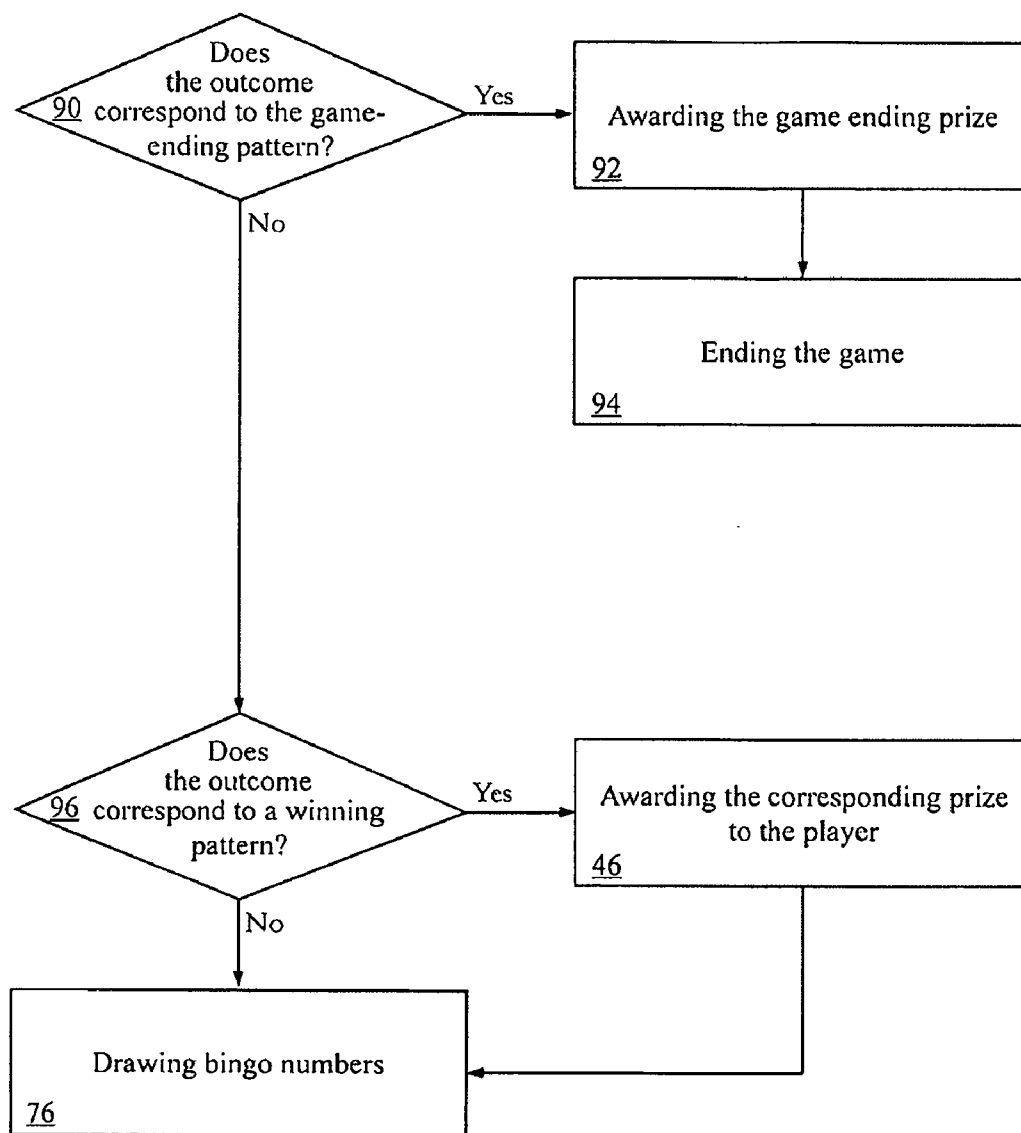 Does
the outcome
90 correspond to the game-
ending pattern?
Yes
Awarding the game ending prize
92
No
Ending the game
94
Does
the outcome
96 correspond to a winning
pattern?
Yes
Awarding the corresponding prize
to the player
46
No
Drawing bingo numbers
76